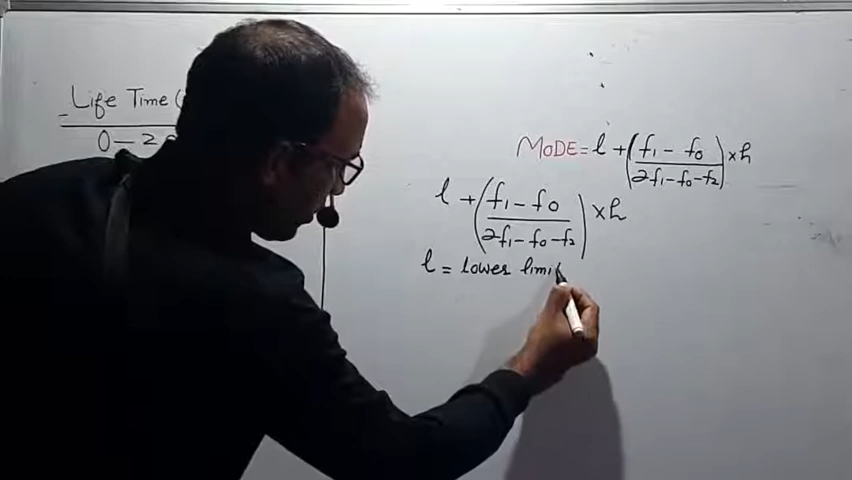 Life Time (
0-2
MODE = l + (f₁ - f₀ / 2f₁ - f₀ - f₂) × h
l + (f₁ - f₀ / 2f₁ - f₀ - f₂) × h
l = lower limi